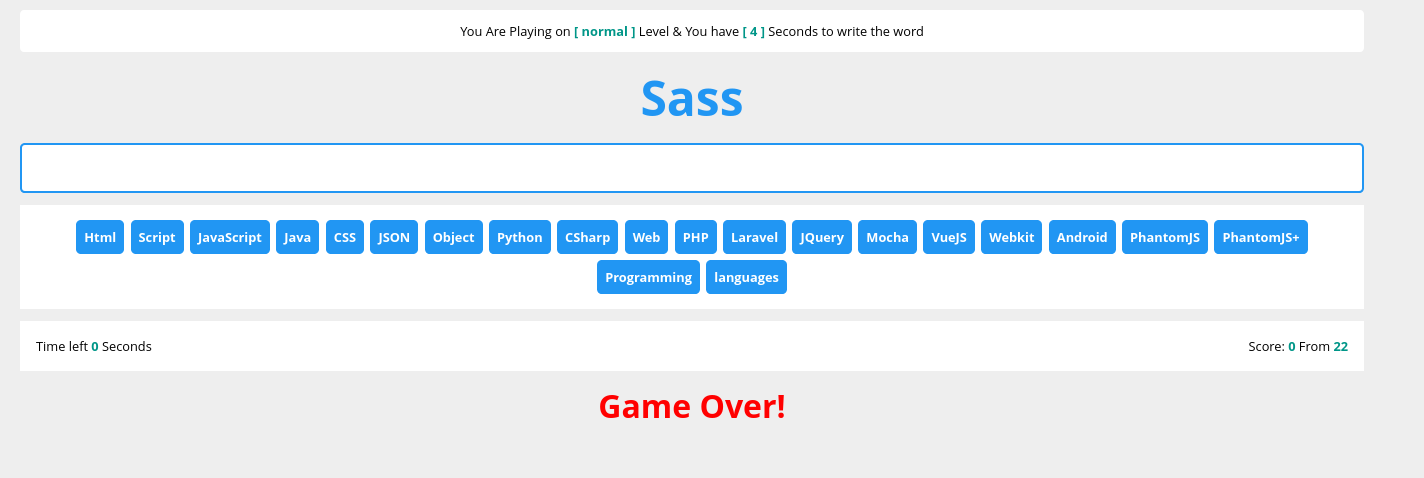 You Are Playing on [ normal ] Level & You have [ 4 ] Seconds to write the word
Sass
Html Script JavaScript Java CSS JSON Object Python CSharp Web PHP Laravel JQuery Mocha VueJS Webkit Android PhantomJS PhantomJS+
Programming languages
Time left 0 Seconds Score: 0 From 22
Game Over!